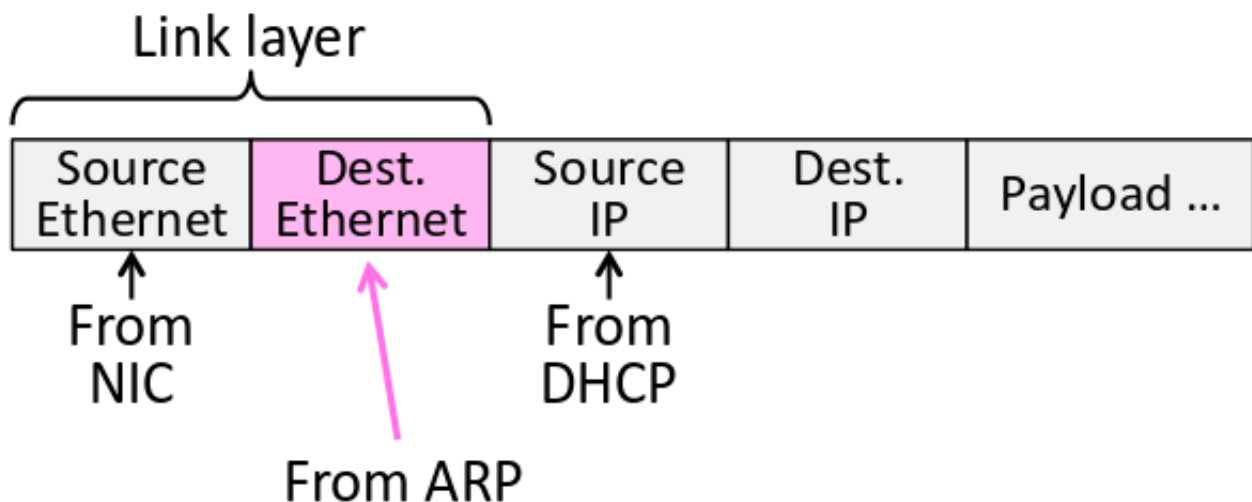 Link layer
Source
Ethernet
Dest.
Ethernet
Source
IP
Dest.
IP
Payload ...
From
NIC
From
DHCP
From ARP